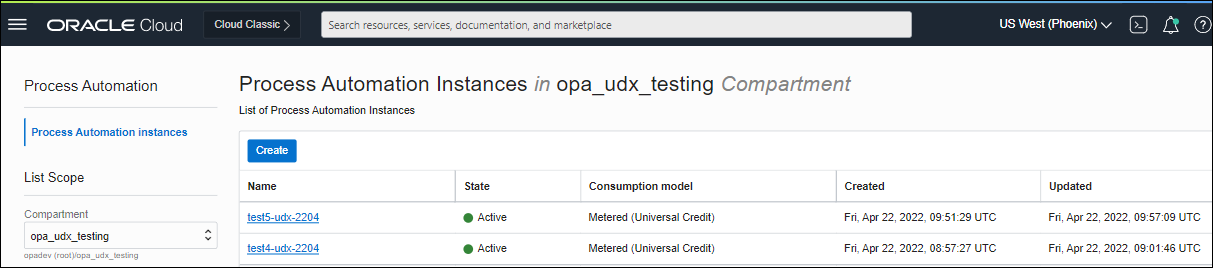 ORACLE Cloud Cloud Classic > Search resources, services, documentation, and marketplace US West (Phoenix)
Process Automation
Process Automation instances
List Scope
Compartment
opa_udx_testing
opadev (root)/opa_udx_testing
Process Automation Instances in opa_udx_testing Compartment
List of Process Automation Instances
Create
Name State Consumption model Created Updated
test5-udx-2204 Active Metered (Universal Credit) Fri, Apr 22, 2022, 09:51:29 UTC Fri, Apr 22, 2022, 09:57:09 UTC
test4-udx-2204 Active Metered (Universal Credit) Fri, Apr 22, 2022, 08:57:27 UTC Fri, Apr 22, 2022, 09:01:46 UTC